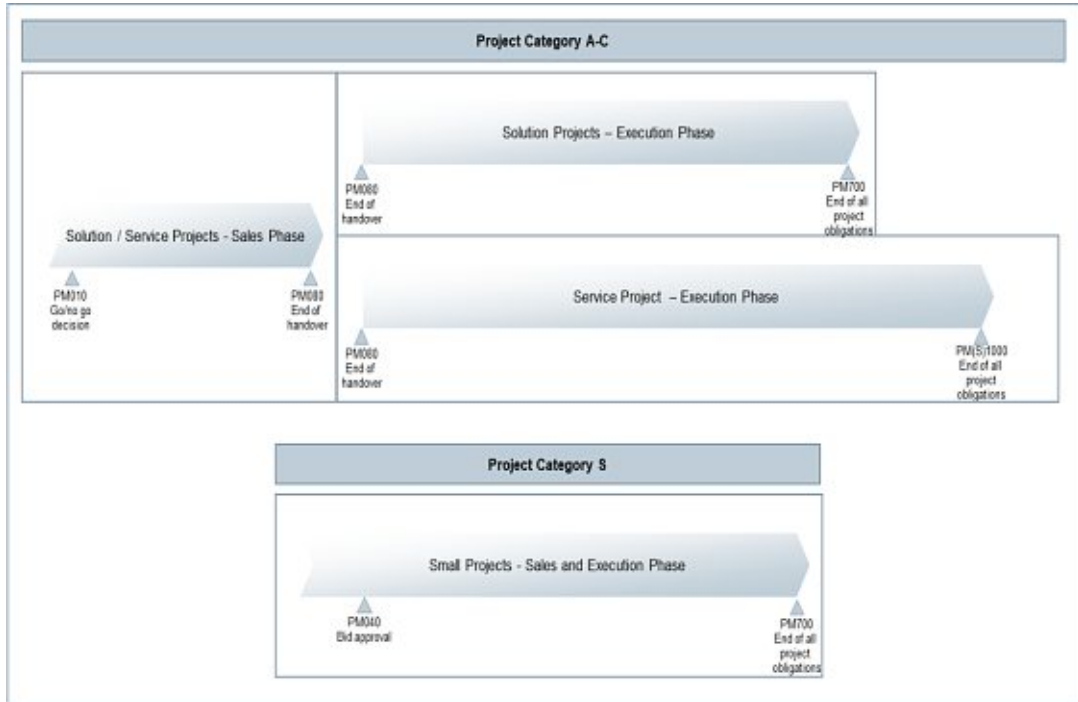 Project Category A-C
Solution Projects – Execution Phase
PM080
End of
handover
PM700
End of all
project
obligations
Solution / Service Projects - Sales Phase
PM010
Go/no go
decision
PM080
End of
handover
Service Project – Execution Phase
PM080
End of
handover
PM(S)1000
End of all
project
obligations
Project Category S
Small Projects - Sales and Execution Phase
PM040
Bid approval
PM700
End of all
project
obligations